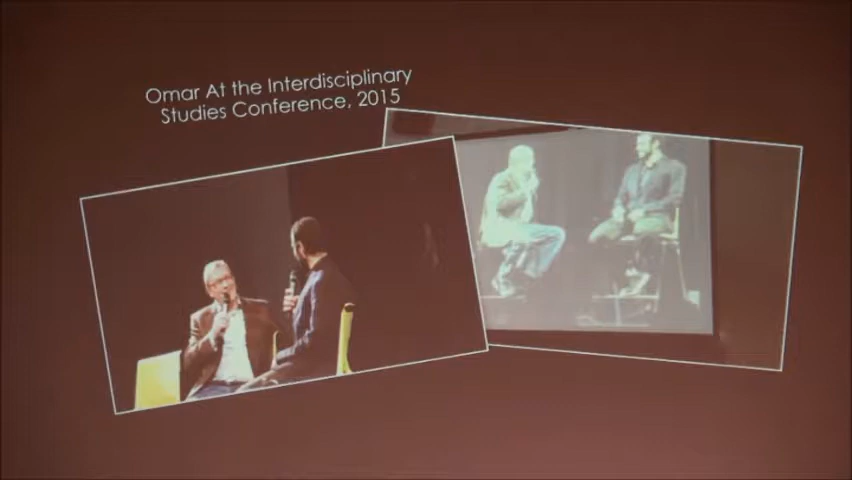 Omar At the Interdisciplinary
Studies Conference, 2015